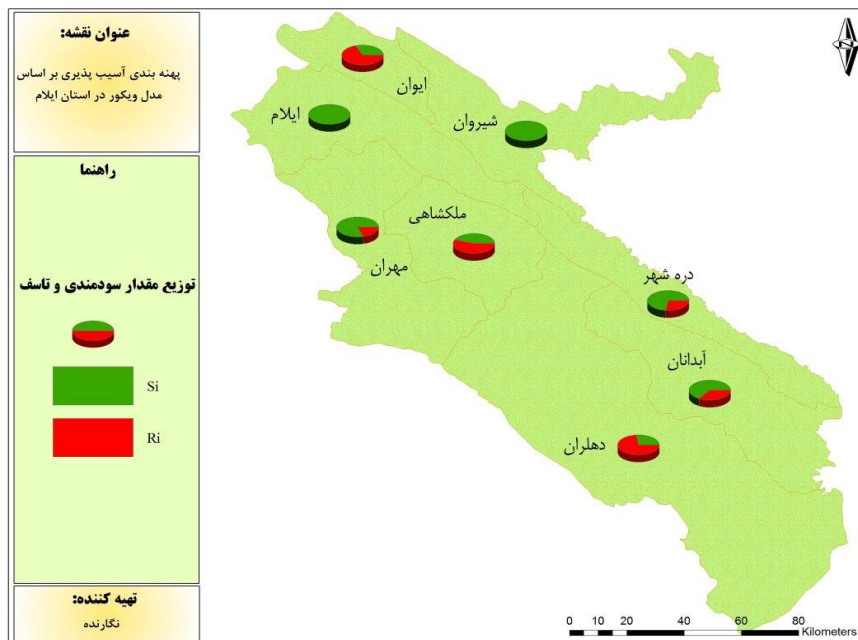 عنوان نقشه:
پهنه بندی آسیب پذیری بر اساس
مدل ویکور در استان ایلام
راهنما
توزیع مقدار سودمندی و تاسف
Si
Ri
تهیه کننده:
نگارنده
ایوان
ایلام
شیروان
ملکشاهی
مهران
دره شهر
آبدانان
دهلران
N
0 5 10 20 40 60 80
Kilometers